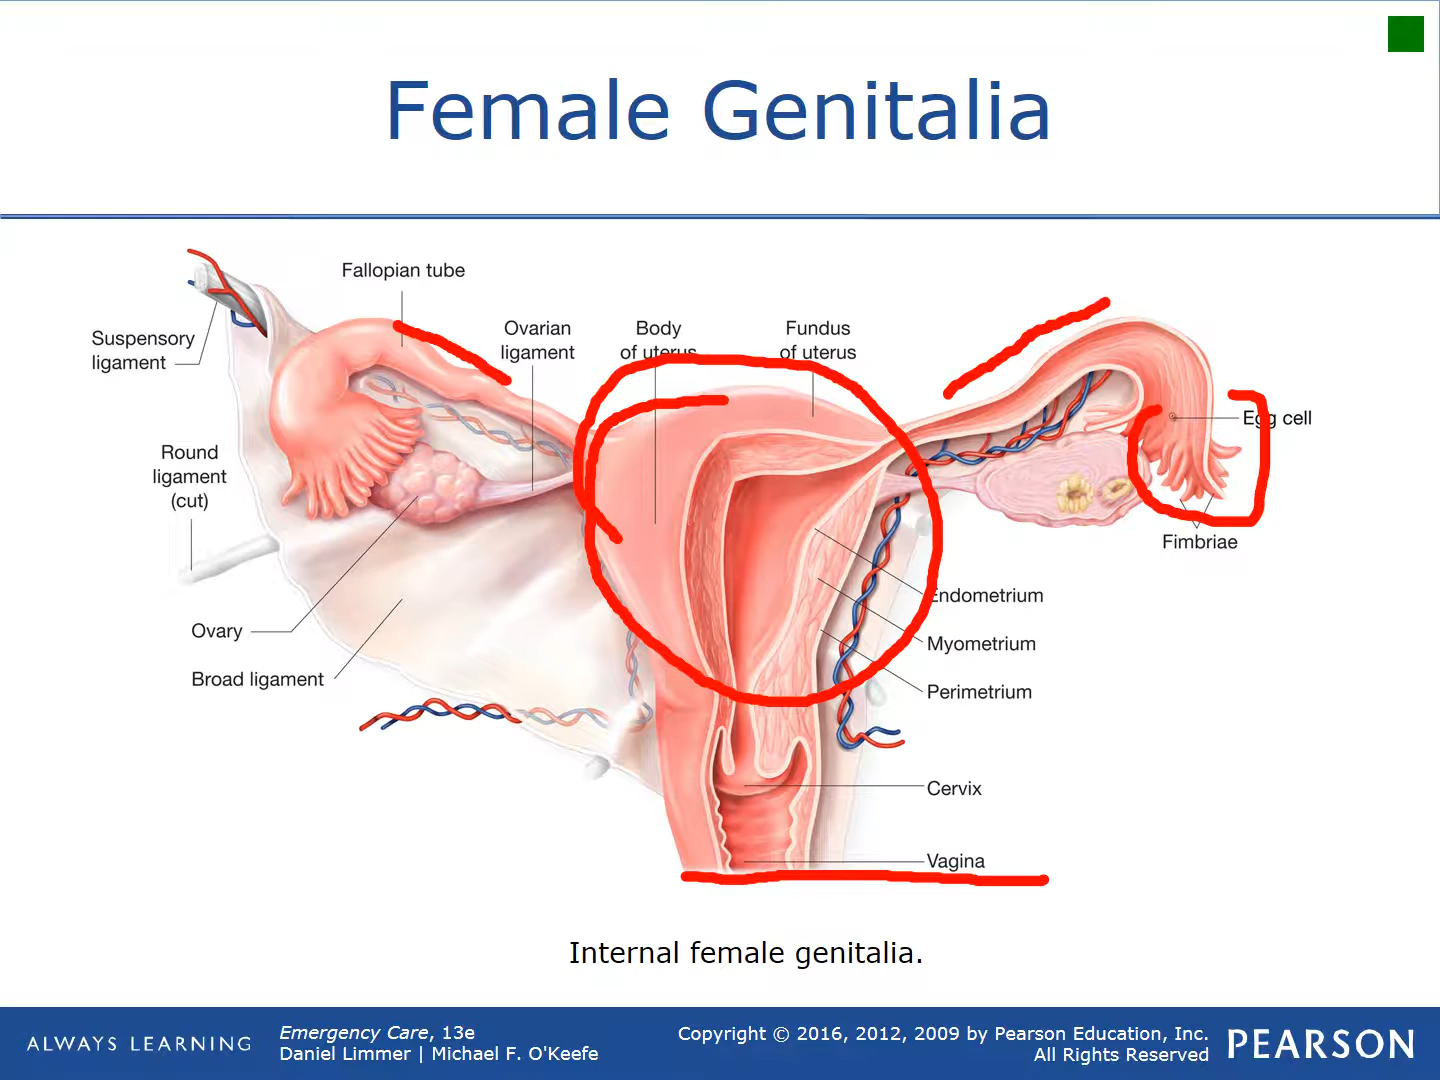 Female Genitalia
Fallopian tube
Suspensory
ligament
Ovarian
ligament
Body
of uterus
Fundus
of uterus
Egg cell
Round
ligament
(cut)
Fimbriae
Endometrium
Ovary
Myometrium
Broad ligament
Perimetrium
Cervix
Vagina
Internal female genitalia.
ALWAYS LEARNING
Emergency Care, 13e
Daniel Limmer | Michael F. O'Keefe
Copyright © 2016, 2012, 2009 by Pearson Education, Inc.
All Rights Reserved
PEARSON